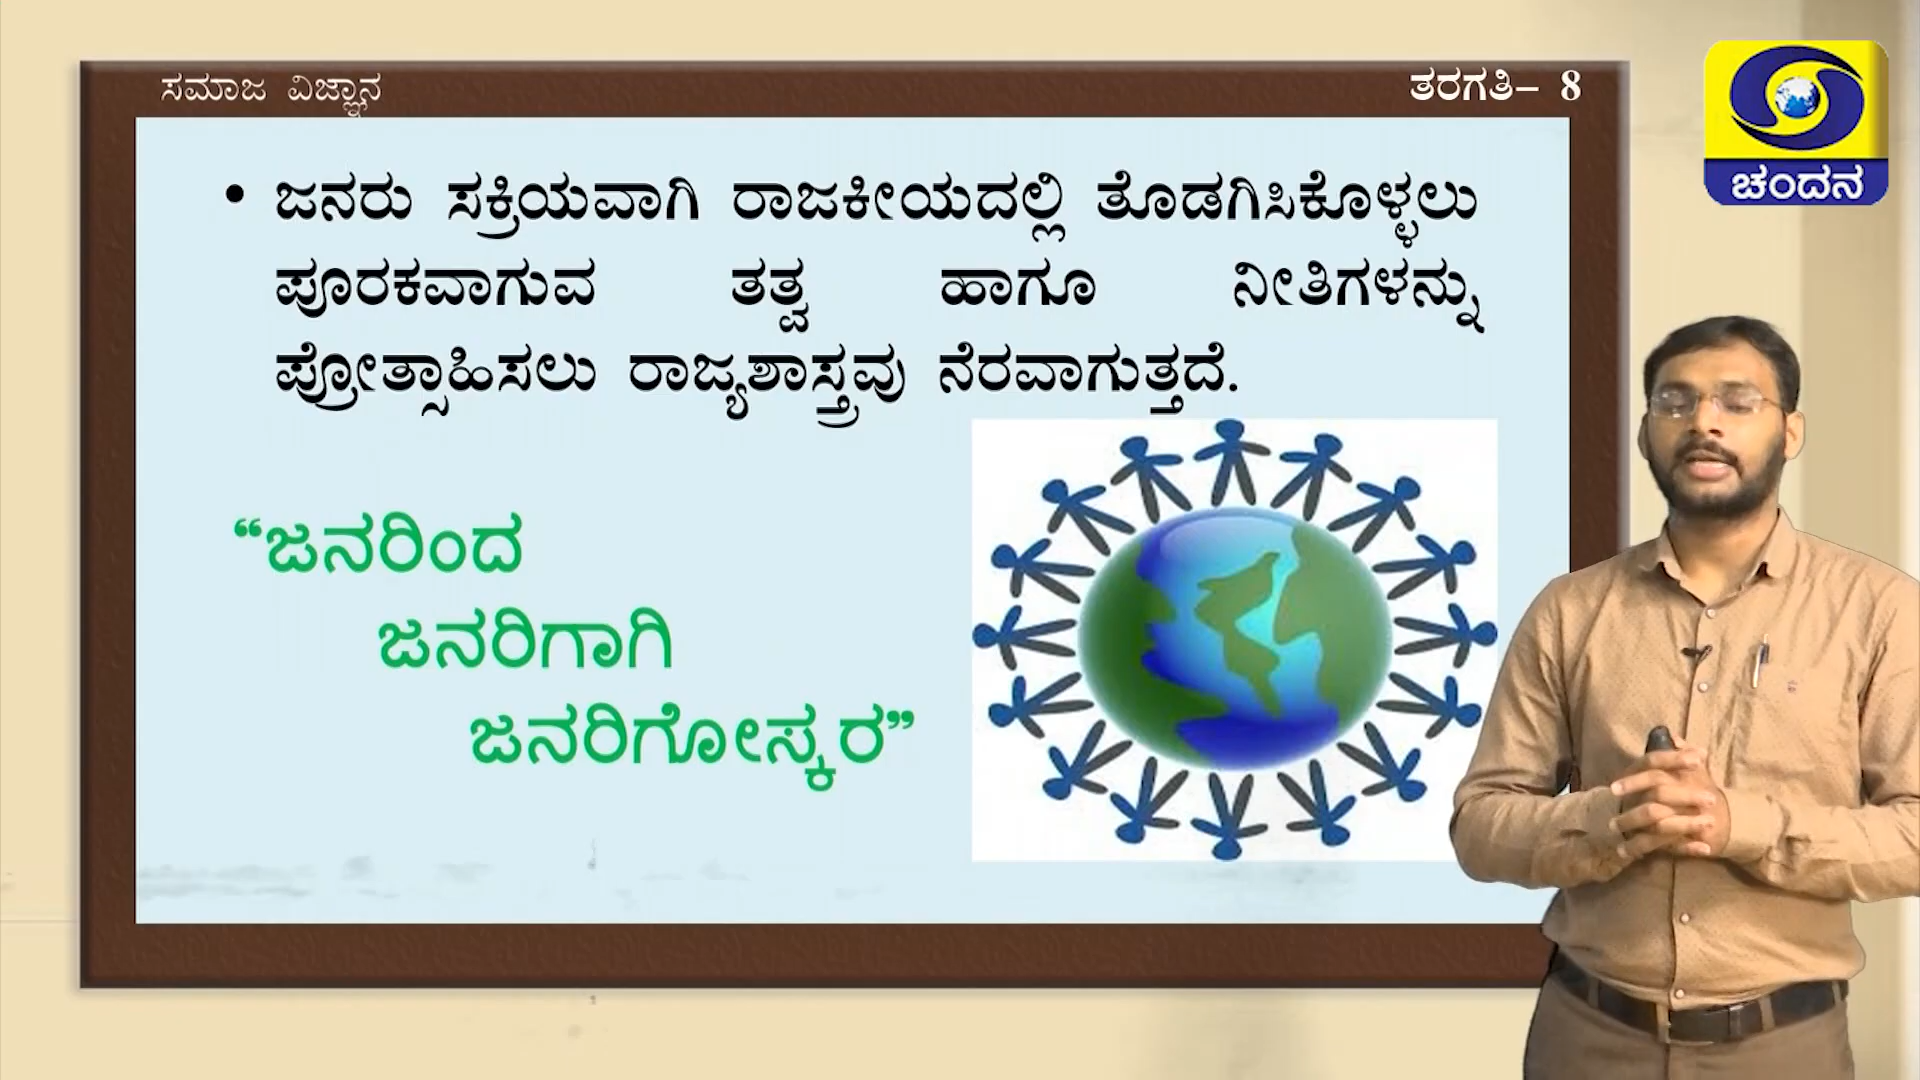 ಸಮಾಜ ವಿಜ್ಞಾನ
ತರಗತಿ– 8
ಚಂದನ
• ಜನರು ಸಕ್ರಿಯವಾಗಿ ರಾಜಕೀಯದಲ್ಲಿ ತೊಡಗಿಸಿಕೊಳ್ಳಲು
ಪೂರಕವಾಗುವ ತತ್ವ ಹಾಗೂ ನೀತಿಗಳನ್ನು
ಪ್ರೋತ್ಸಾಹಿಸಲು ರಾಜ್ಯಶಾಸ್ತ್ರವು ನೆರವಾಗುತ್ತದೆ.
“ಜನರಿಂದ
ಜನರಿಗಾಗಿ
ಜನರಿಗೋಸ್ಕರ”